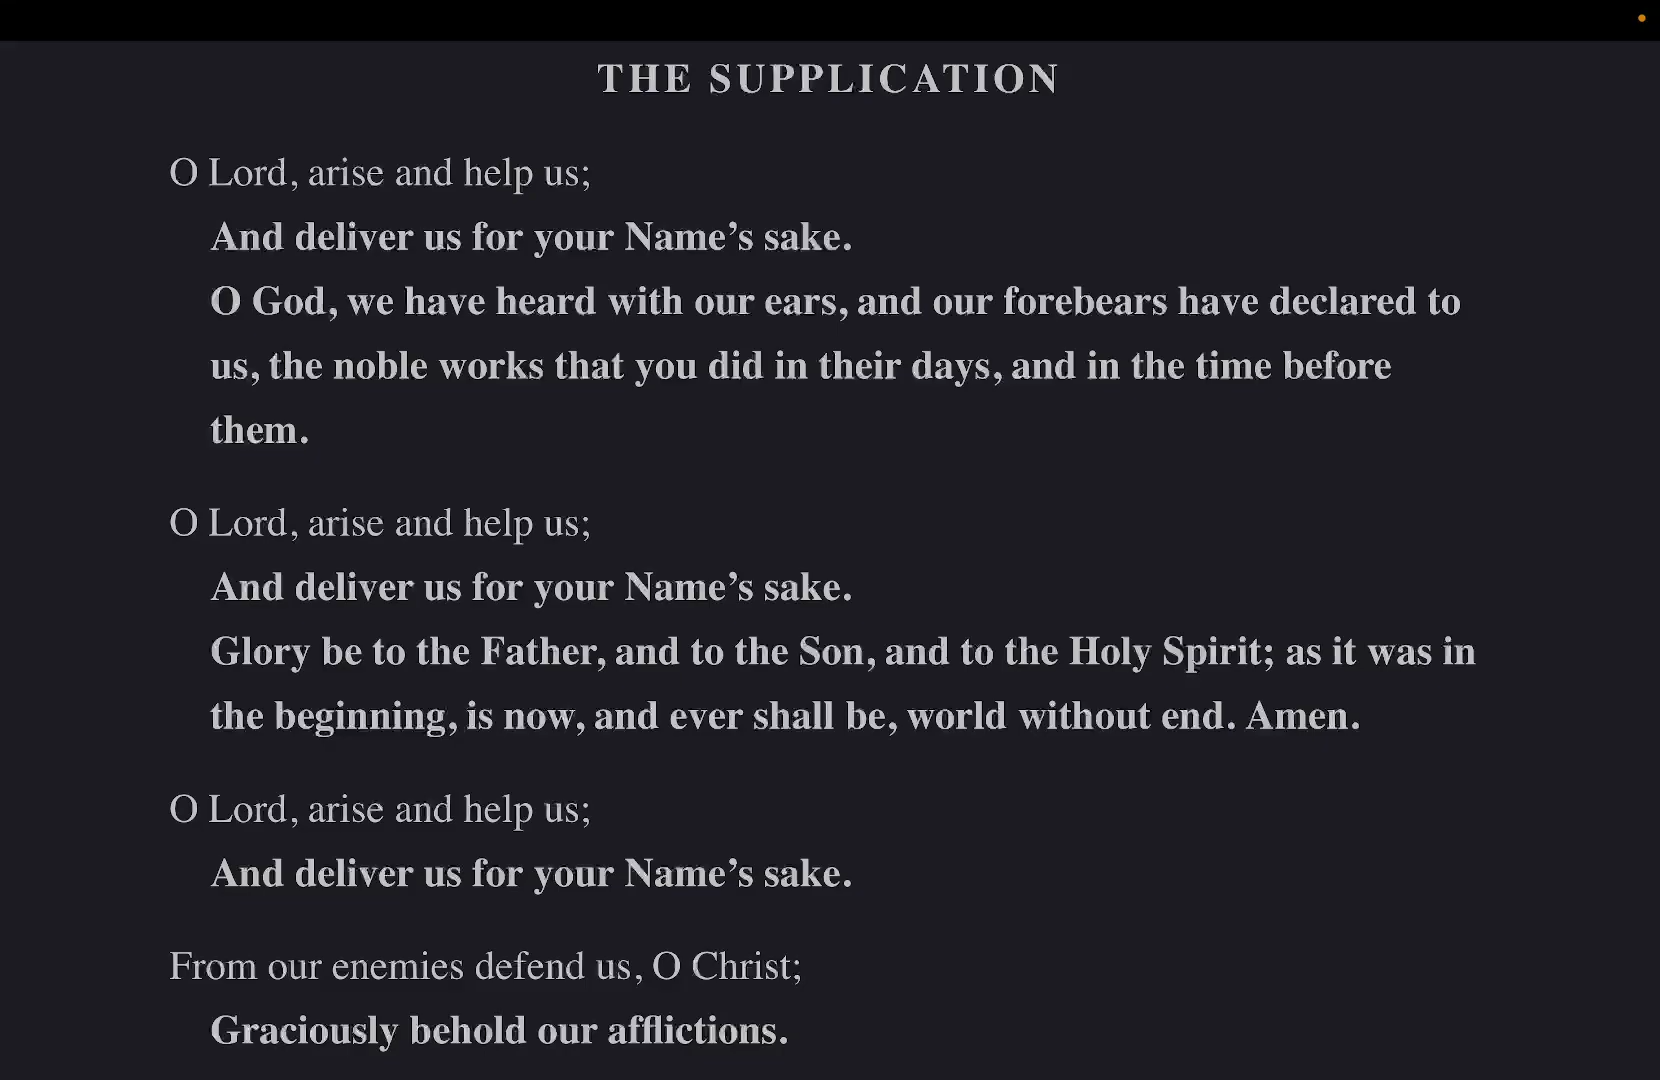 THE SUPPLICATION
O Lord, arise and help us;
And deliver us for your Name’s sake.
O God, we have heard with our ears, and our forebears have declared to
us, the noble works that you did in their days, and in the time before
them.
O Lord, arise and help us;
And deliver us for your Name’s sake.
Glory be to the Father, and to the Son, and to the Holy Spirit; as it was in
the beginning, is now, and ever shall be, world without end. Amen.
O Lord, arise and help us;
And deliver us for your Name’s sake.
From our enemies defend us, O Christ;
Graciously behold our afflictions.